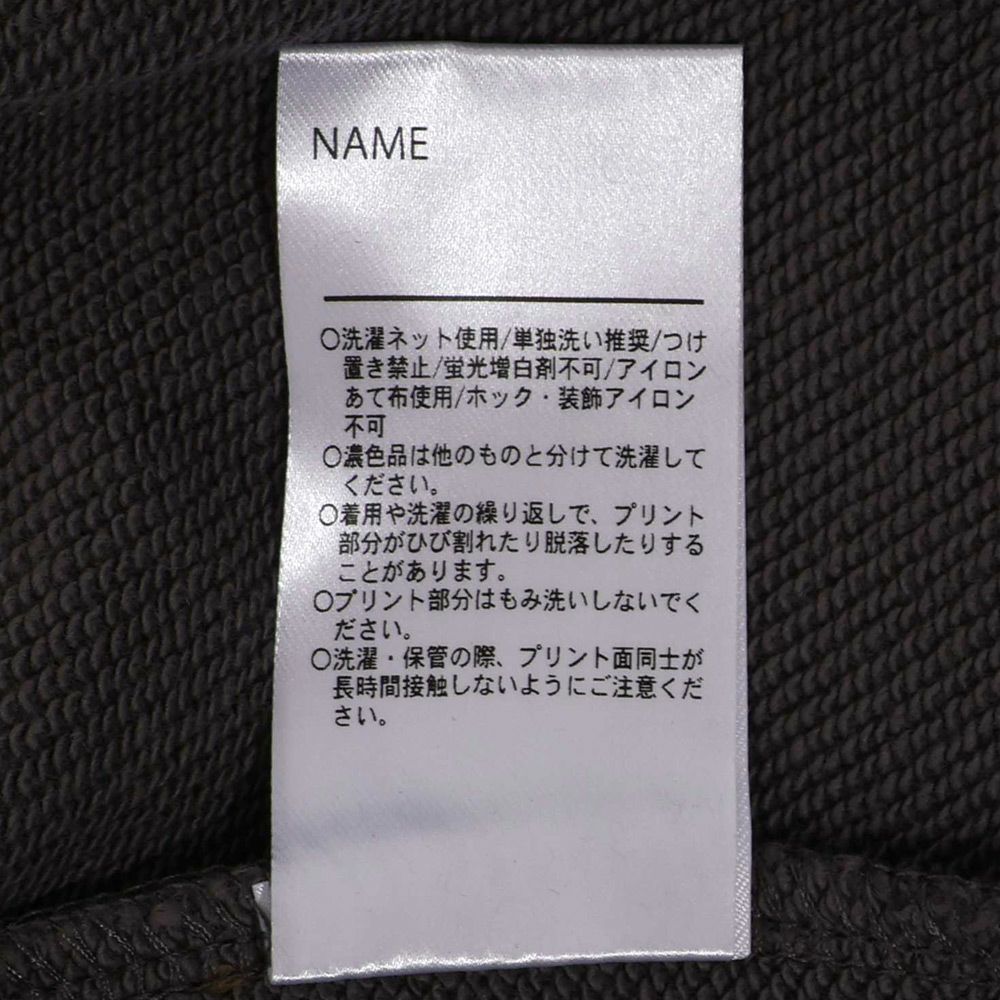 NAME
○洗濯ネット使用/単独洗い推奨/つけ
置き禁止/蛍光増白剤不可/アイロン
あて布使用/ホック・装飾アイロン
不可
○濃色品は他のものと分けて洗濯して
ください。
○着用や洗濯の繰り返しで、プリント
部分がひび割れたり脱落したりする
ことがあります。
○プリント部分はもみ洗いしないでく
ださい。
○洗濯・保管の際、プリント面同士が
長時間接触しないようにご注意くだ
さい。